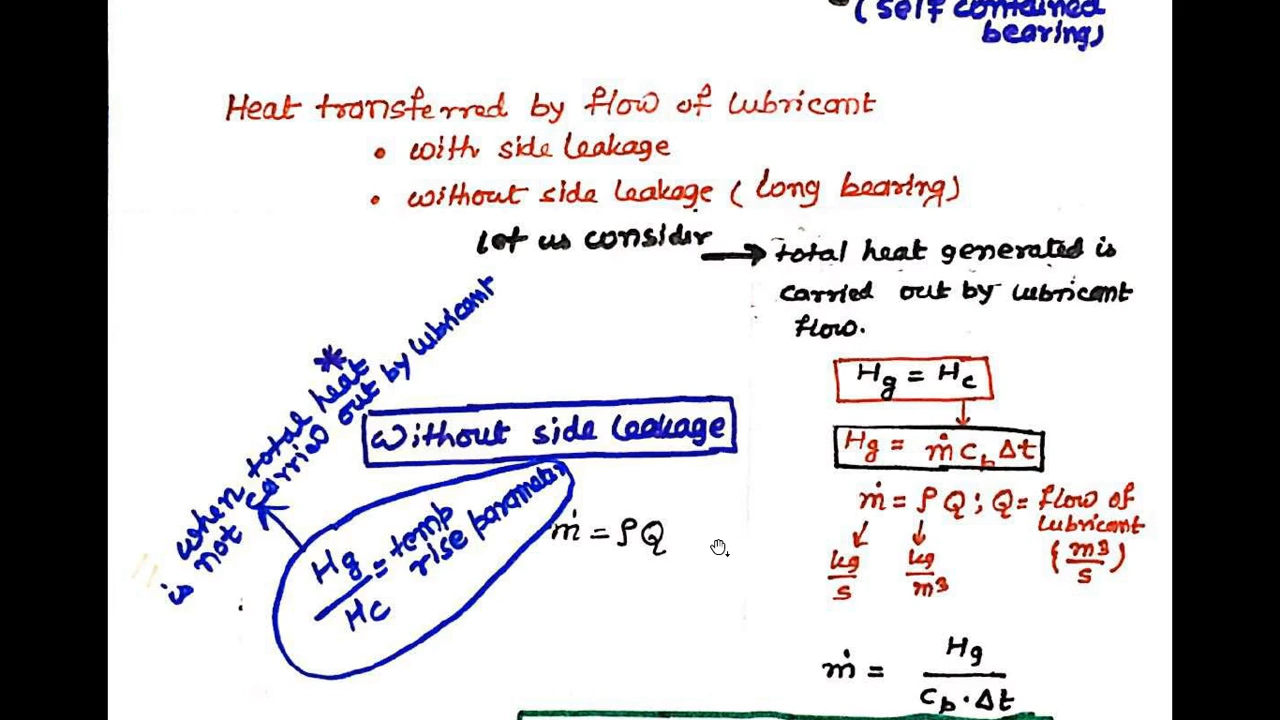 (self contained
bearing)
Heat transferred by flow of lubricant
• with side leakage
• without side leakage (long bearing)
Let us consider → total heat generated is
carried out by lubricant
flow.
Hg = Hc
Hg = ṁ Cp Δt
ṁ = ρ Q ; Q = flow of
lubricant
(m³/s)
kg/s
kg/m³
ṁ = Hg / Cp · Δt
*
when total heat
is not carried out by lubricant
without side leakage
Hg/Hc = temp
rise parameter
ṁ = ρ Q